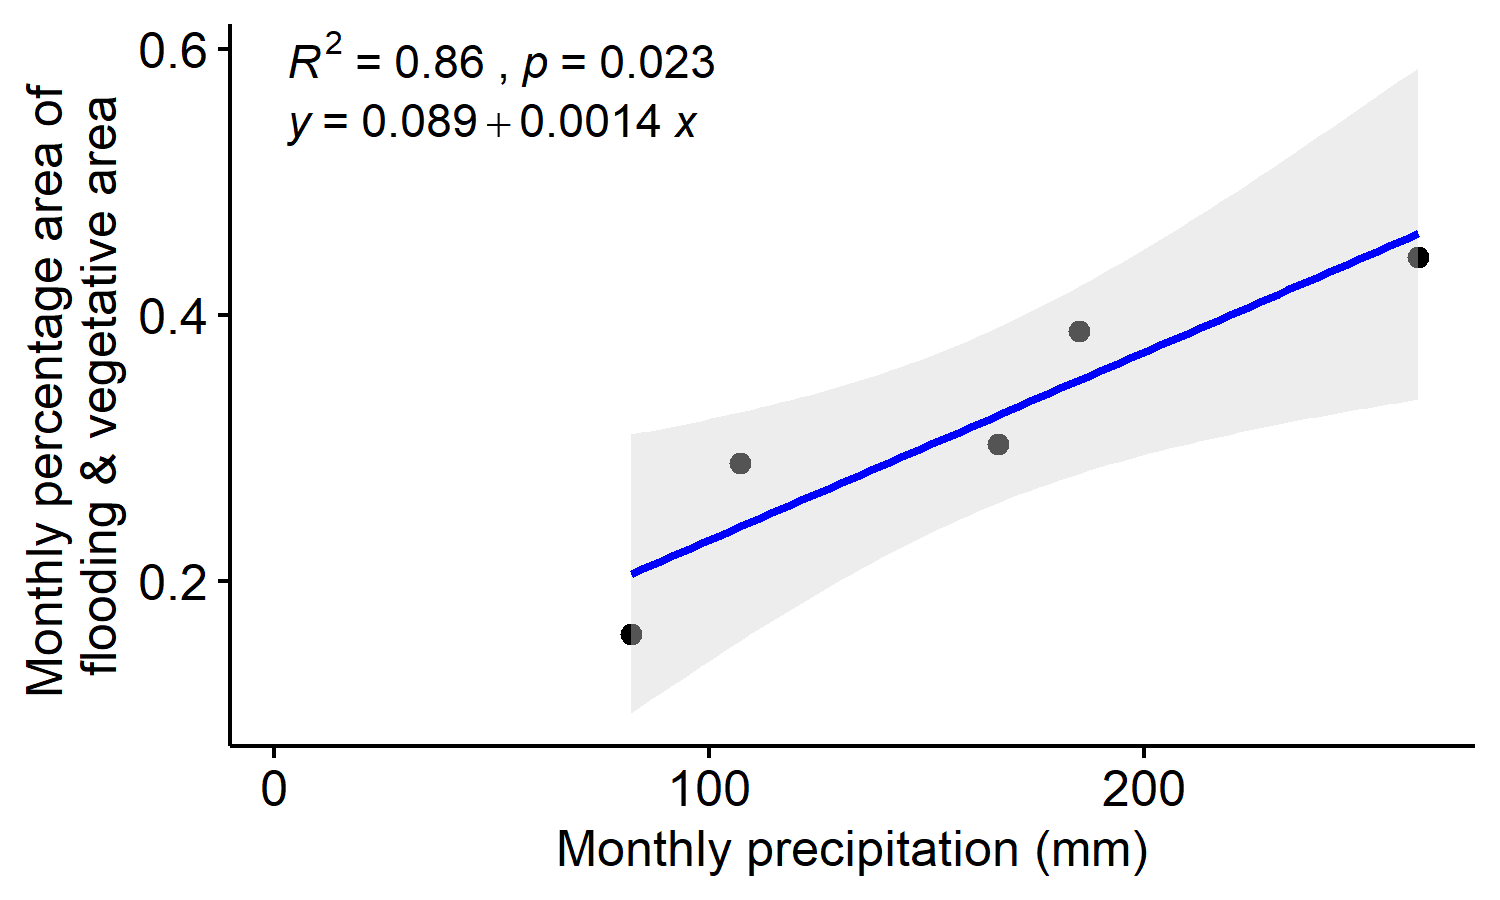 R² = 0.86 , p = 0.023
y = 0.089 + 0.0014 x
Monthly percentage area of
flooding & vegetative area
0.6
0.4
0.2
0 100 200
Monthly precipitation (mm)